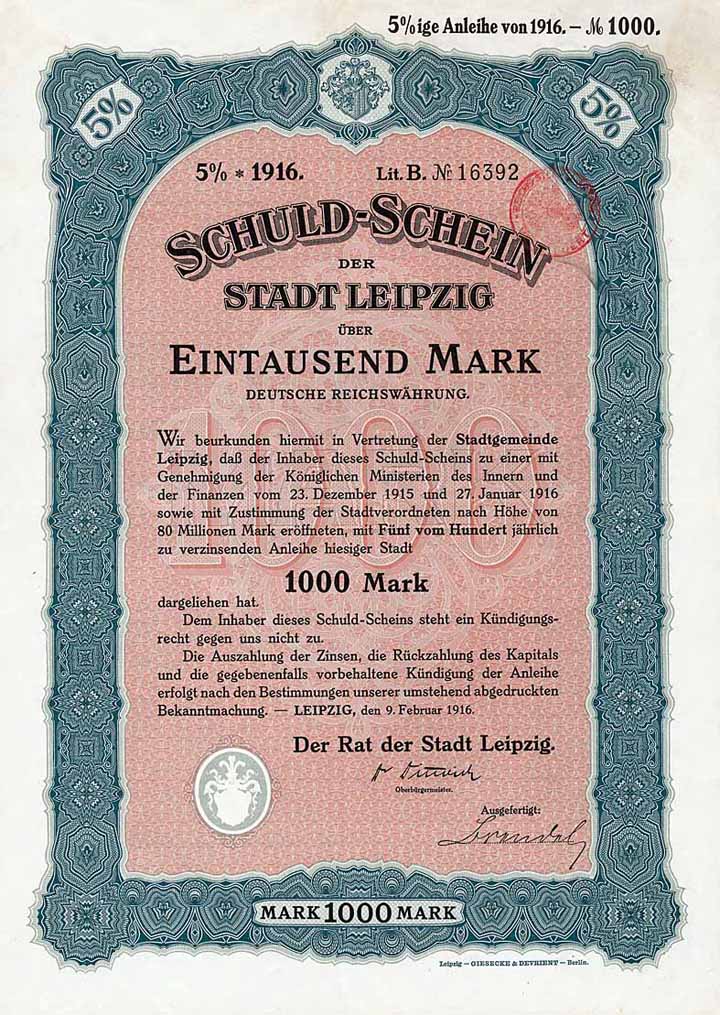 5%ige Anleihe von 1916. – ℳ 1000.
5% 5%
5% * 1916. Lit. B. № 16392
SCHULD-SCHEIN
DER
STADT LEIPZIG
ÜBER
EINTAUSEND MARK
DEUTSCHE REICHSWÄHRUNG.
Wir beurkunden hiermit in Vertretung der Stadtgemeinde
Leipzig, daß der Inhaber dieses Schuld-Scheins zu einer mit
Genehmigung der Königlichen Ministerien des Innern und
der Finanzen vom 23. Dezember 1915 und 27. Januar 1916
sowie mit Zustimmung der Stadtverordneten nach Höhe von
80 Millionen Mark eröffneten, mit Fünf vom Hundert jährlich
zu verzinsenden Anleihe hiesiger Stadt
1000
1000 Mark
dargeliehen hat.
Dem Inhaber dieses Schuld-Scheins steht ein Kündigungs-
recht gegen uns nicht zu.
Die Auszahlung der Zinsen, die Rückzahlung des Kapitals
und die gegebenenfalls vorbehaltene Kündigung der Anleihe
erfolgt nach den Bestimmungen unserer umstehend abgedruckten
Bekanntmachung. — LEIPZIG, den 9. Februar 1916.
Der Rat der Stadt Leipzig.
Dr Dittrich
Oberbürgermeister.
Ausgefertigt:
MARK 1000 MARK
Leipzig — GIESECKE & DEVRIENT — Berlin.